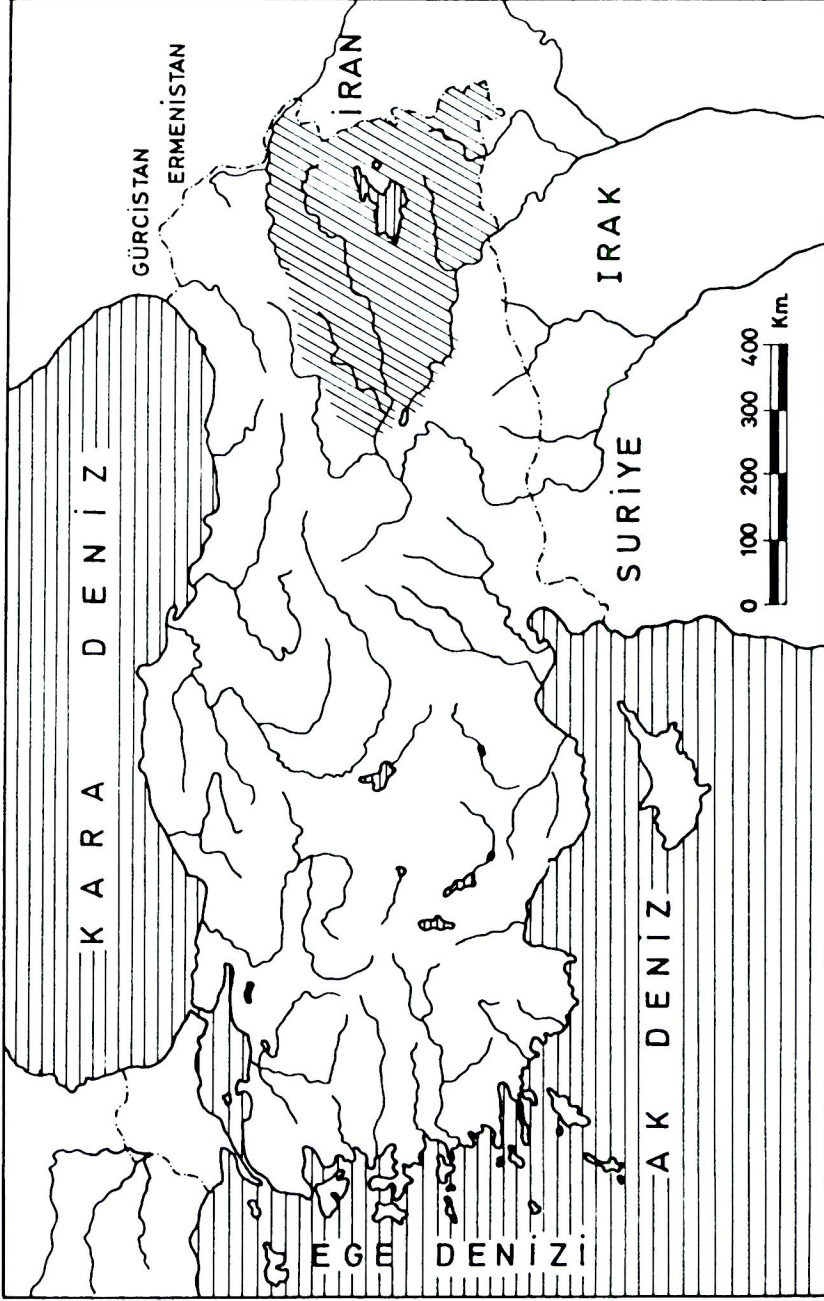 KARA DENİZ
GÜRCİSTAN
ERMENİSTAN
İRAN
IRAK
SURİYE
EGE DENİZİ
AK DENİZ
0 100 200 300 400 Km.